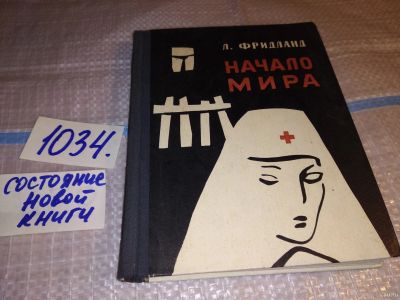 Л. ФРИДЛАНД
НАЧАЛО
МИРА
1034.
СОСТОЯНИЕ
НОВОЙ
КНИГИ